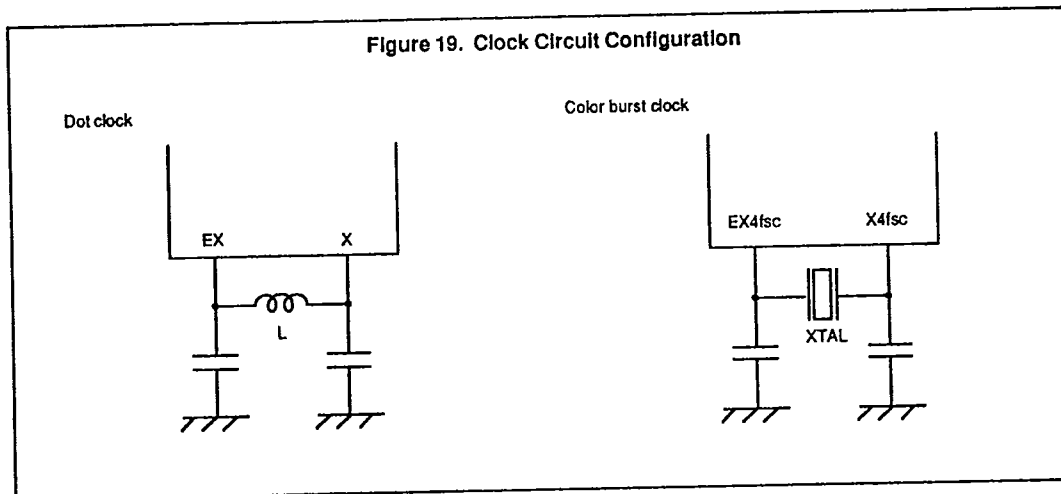 Figure 19. Clock Circuit Configuration
Dot clock
Color burst clock
EX
X
L
EX4fsc
X4fsc
XTAL